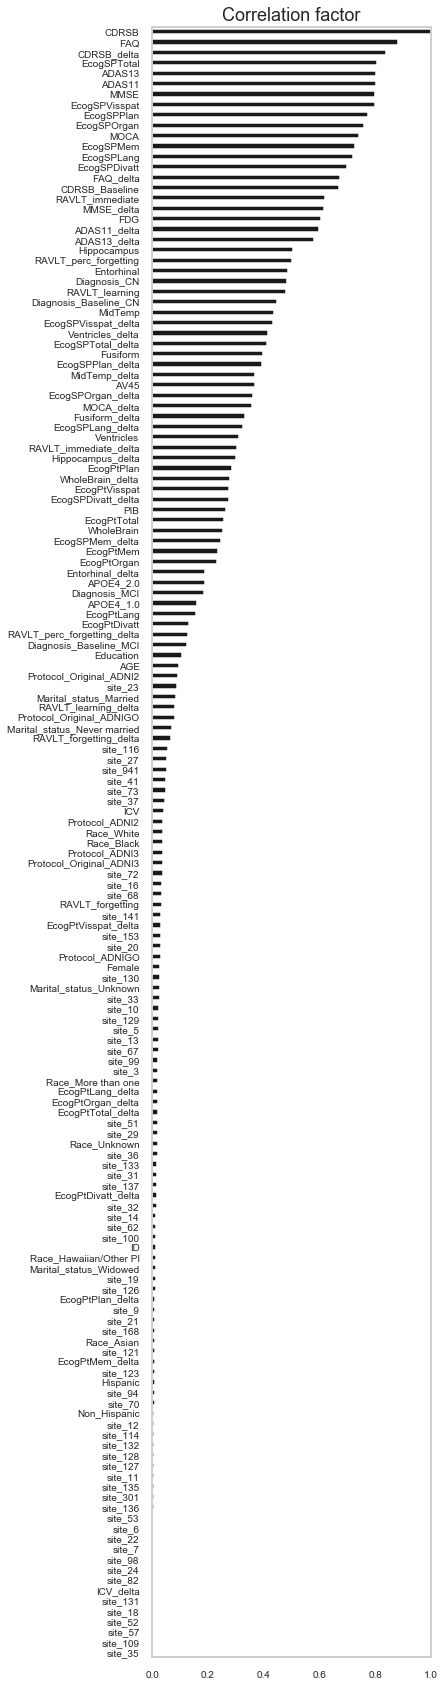 Correlation factor
CDRSB
FAQ
CDRSB_delta
EcogSPTotal
ADAS13
ADAS11
MMSE
EcogSPVisspat
EcogSPPlan
EcogSPOrgan
MOCA
EcogSPMem
EcogSPLang
EcogSPDivatt
FAQ_delta
CDRSB_Baseline
RAVLT_immediate
MMSE_delta
FDG
ADAS11_delta
ADAS13_delta
Hippocampus
RAVLT_perc_forgetting
Entorhinal
Diagnosis_CN
RAVLT_learning
Diagnosis_Baseline_CN
MidTemp
EcogSPVisspat_delta
Ventricles_delta
EcogSPTotal_delta
Fusiform
EcogSPPlan_delta
MidTemp_delta
AV45
EcogSPOrgan_delta
MOCA_delta
Fusiform_delta
EcogSPLang_delta
Ventricles
RAVLT_immediate_delta
Hippocampus_delta
EcogPtPlan
WholeBrain_delta
EcogPtVisspat
EcogSPDivatt_delta
PIB
EcogPtTotal
WholeBrain
EcogSPMem_delta
EcogPtMem
EcogPtOrgan
Entorhinal_delta
APOE4_2.0
Diagnosis_MCI
APOE4_1.0
EcogPtLang
EcogPtDivatt
RAVLT_perc_forgetting_delta
Diagnosis_Baseline_MCI
Education
AGE
Protocol_Original_ADNI2
site_23
Marital_status_Married
RAVLT_learning_delta
Protocol_Original_ADNIGO
Marital_status_Never married
RAVLT_forgetting_delta
site_116
site_27
site_941
site_41
site_73
site_37
ICV
Protocol_ADNI2
Race_White
Race_Black
Protocol_ADNI3
Protocol_Original_ADNI3
site_72
site_16
site_68
RAVLT_forgetting
site_141
EcogPtVisspat_delta
site_153
site_20
Protocol_ADNIGO
Female
site_130
Marital_status_Unknown
site_33
site_10
site_129
site_5
site_13
site_67
site_99
site_3
Race_More than one
EcogPtLang_delta
EcogPtOrgan_delta
EcogPtTotal_delta
site_51
site_29
Race_Unknown
site_36
site_133
site_31
site_137
EcogPtDivatt_delta
site_32
site_14
site_62
site_100
ID
Race_Hawaiian/Other PI
Marital_status_Widowed
site_19
site_126
EcogPtPlan_delta
site_9
site_21
site_168
Race_Asian
site_121
EcogPtMem_delta
site_123
Hispanic
site_94
site_70
Non_Hispanic
site_12
site_114
site_132
site_128
site_127
site_11
site_135
site_301
site_136
site_53
site_6
site_22
site_7
site_98
site_24
site_82
ICV_delta
site_131
site_18
site_52
site_57
site_109
site_35
0.0 0.2 0.4 0.6 0.8 1.0